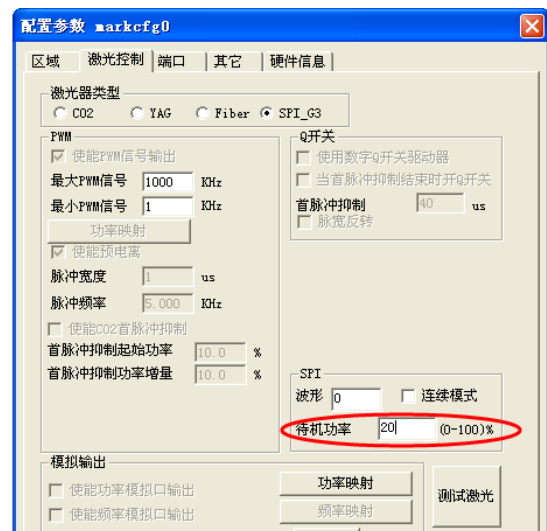 配置参数 markcfg0
区域 激光控制 端口 其它 硬件信息
激光器类型
CO2 YAG Fiber SPI_G3
PWM
使能PWM信号输出
最大PWM信号 1000 KHz
最小PWM信号 1 KHz
功率映射
使能预电离
脉冲宽度 1 us
脉冲频率 5.000 KHz
使能CO2首脉冲抑制
首脉冲抑制起始功率 10.0 %
首脉冲抑制功率增量 10.0 %
Q开关
使用数字Q开关驱动器
当首脉冲抑制结束时开Q开关
首脉冲抑制 40 us
脉宽反转
SPI
波形 0 连续模式
待机功率 20 (0-100)%
模拟输出
使能功率模拟口输出 功率映射
使能频率模拟口输出 频率映射
测试激光